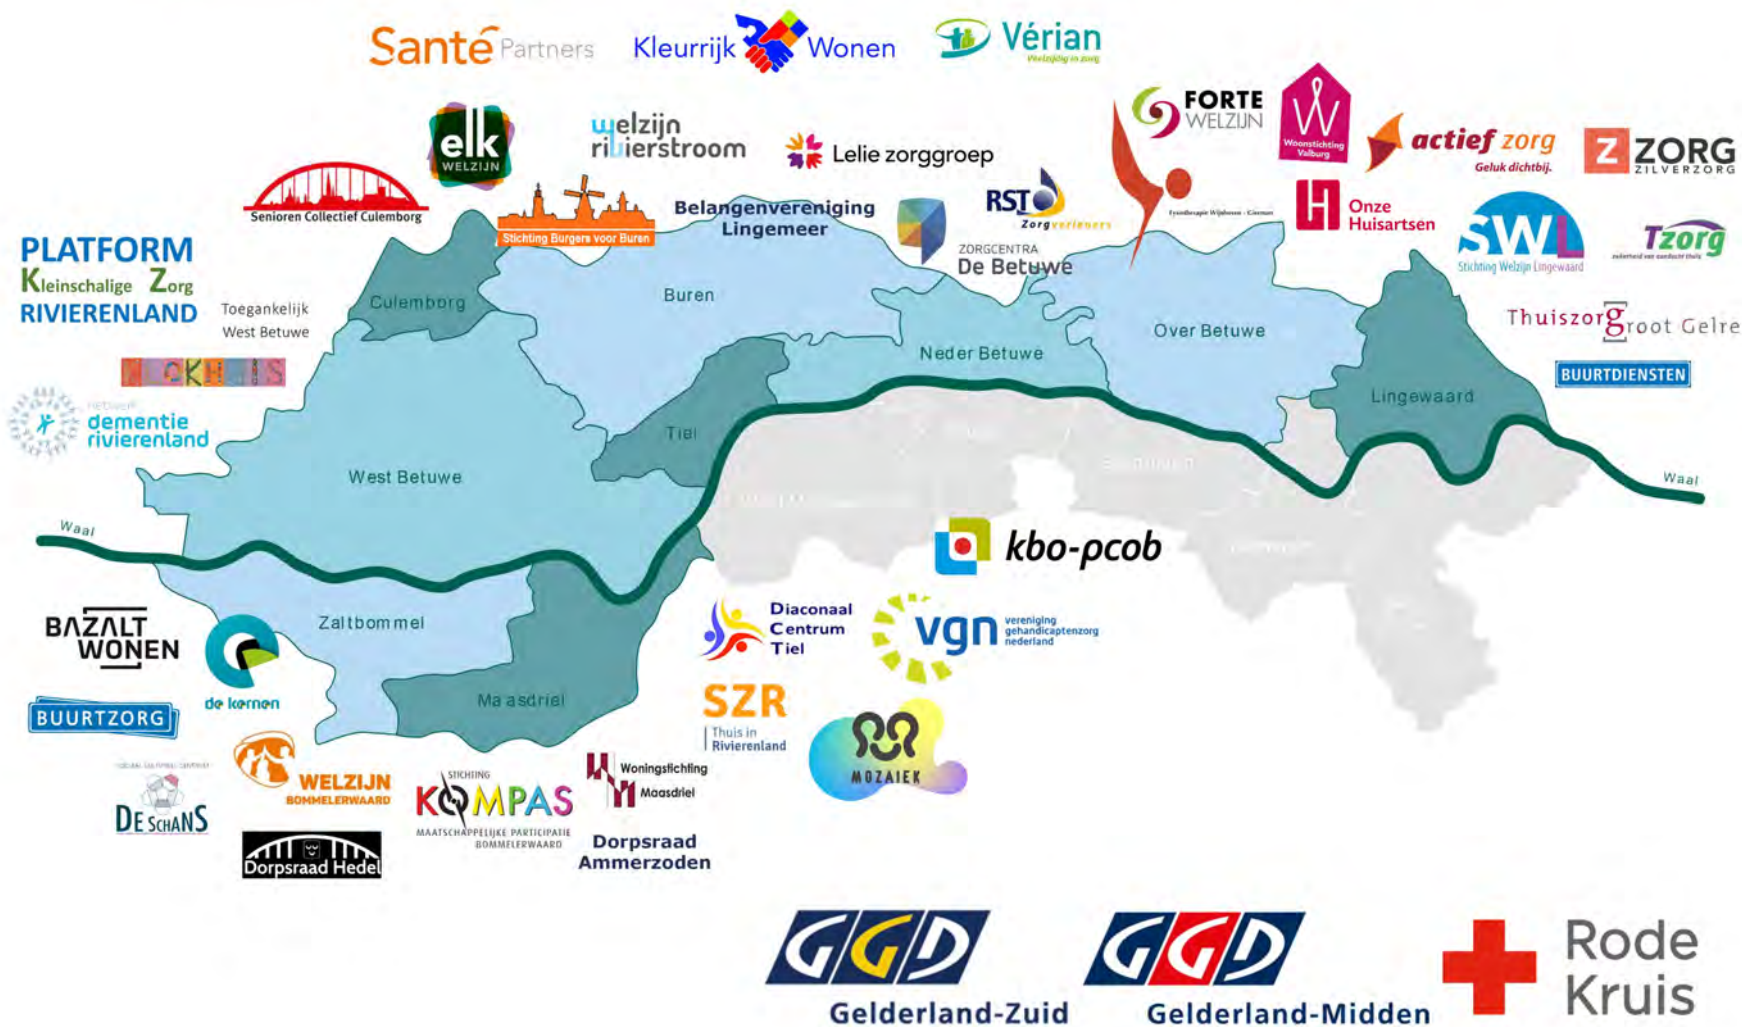 Santé Partners
Kleurrijk Wonen
Vérian
Veelzijdig in zorg
FORTE
WELZIJN
W
Woonstichting
Valburg
actief zorg
Geluk dichtbij.
Z ZORG
ZILVERZORG
elk
WELZIJN
welzijn
rivierstroom
Lelie zorggroep
Senioren Collectief Culemborg
Stichting Burgers voor Buren
Belangenvereniging
Lingemeer
RST
Zorgverleners
ZORGCENTRA
De Betuwe
Onze
Huisartsen
SWL
Stichting Welzijn Lingewaard
Tzorg
PLATFORM
Kleinschalige Zorg
RIVIERENLAND
Toegankelijk
West Betuwe
netwerk
dementie
rivierenland
Thuiszorg Groot Gelre
BUURTDIENSTEN
Culemborg
Buren
Neder Betuwe
Over Betuwe
Lingewaard
Tiel
West Betuwe
Waal
Waal
Zaltbommel
Maasdriel
kbo-pcob
BAZALT
WONEN
de kernen
Diaconaal
Centrum
Tiel
vgn
vereniging
gehandicaptenzorg
nederland
BUURTZORG
SZR
Thuis in
Rivierenland
MOZAIEK
DE SCHANS
WELZIJN
BOMMELERWAARD
STICHTING
KOMPAS
MAATSCHAPPELIJKE PARTICIPATIE
BOMMELERWAARD
Woningstichting
Maasdriel
Dorpsraad Hedel
Dorpsraad
Ammerzoden
GGD
Gelderland-Zuid
GGD
Gelderland-Midden
Rode
Kruis